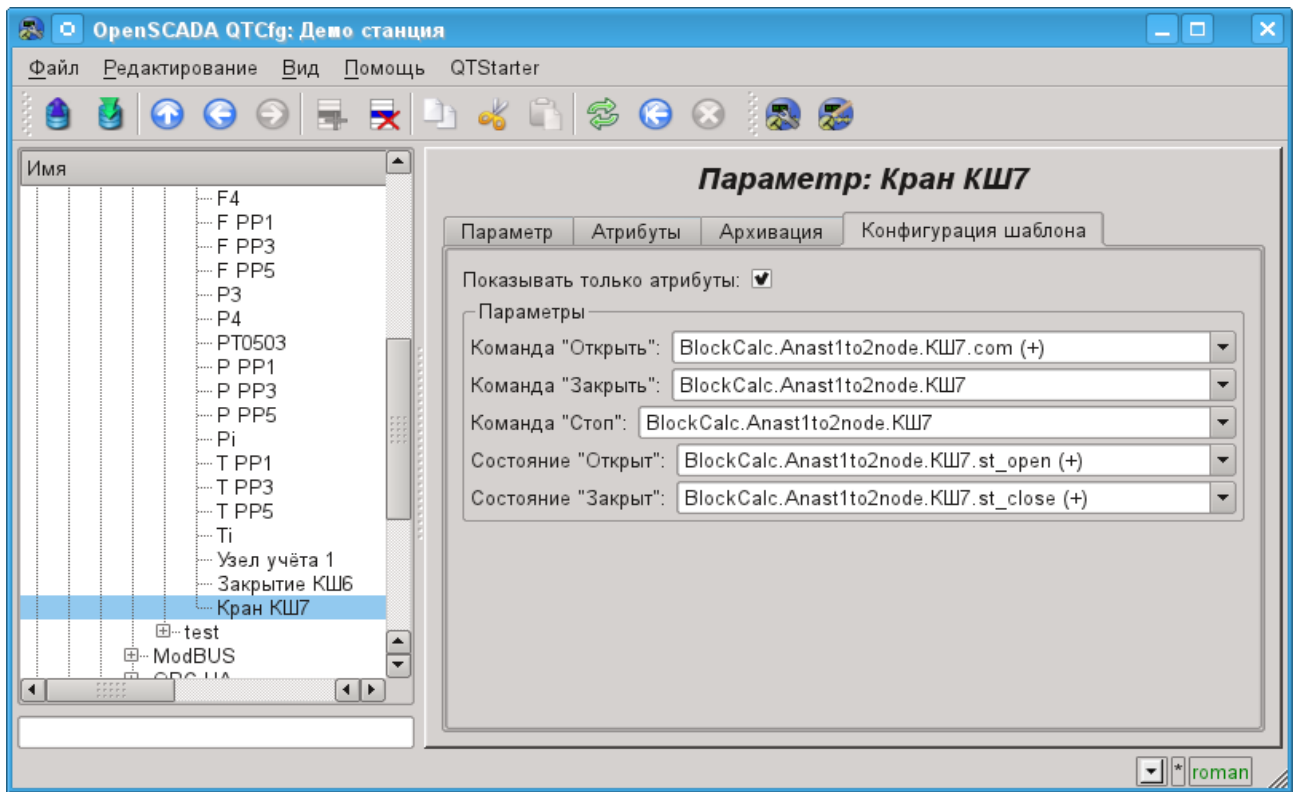 OpenSCADA QTCfg: Демо станция
Файл Редактирование Вид Помощь QTStarter
Имя
F4
F PP1
F PP3
F PP5
P3
P4
PT0503
P PP1
P PP3
P PP5
Pi
T PP1
T PP3
T PP5
Ti
Узел учёта 1
Закрытие КШ6
Кран КШ7
test
ModBUS
Параметр: Кран КШ7
Параметр Атрибуты Архивация Конфигурация шаблона
Показывать только атрибуты:
Параметры
Команда "Открыть": BlockCalc.Anast1to2node.КШ7.com (+)
Команда "Закрыть": BlockCalc.Anast1to2node.КШ7
Команда "Стоп": BlockCalc.Anast1to2node.КШ7
Состояние "Открыт": BlockCalc.Anast1to2node.КШ7.st_open (+)
Состояние "Закрыт": BlockCalc.Anast1to2node.КШ7.st_close (+)
* roman